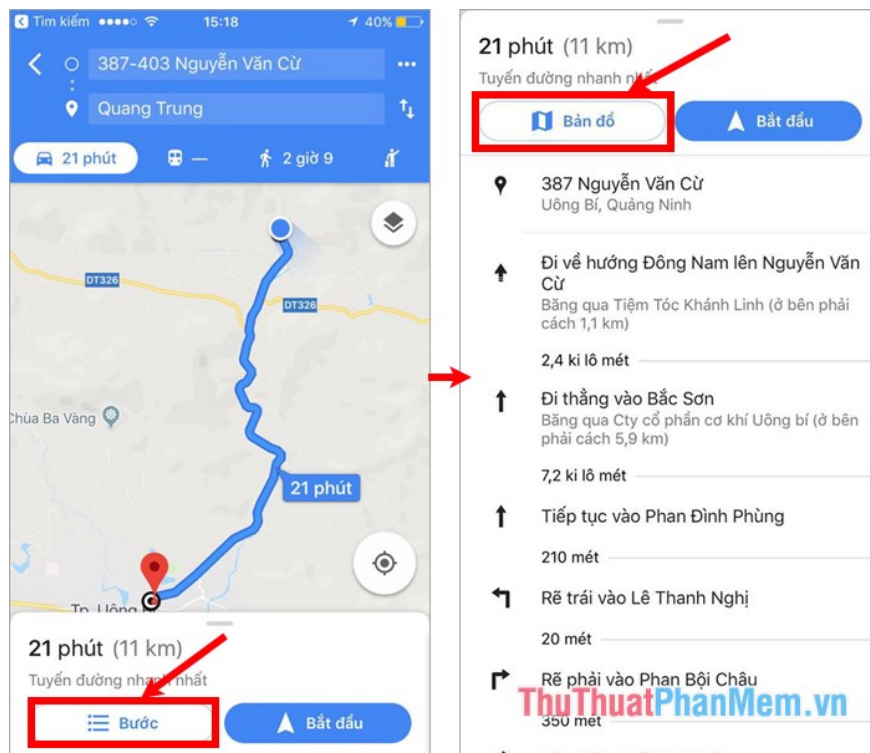 Tìm kiếm
15:18
40%
387-403 Nguyễn Văn Cừ
Quang Trung
21 phút
—
2 giờ 9
DT326
DT326
Chùa Ba Vàng
21 phút
Tp. Uông
21 phút (11 km)
Tuyến đường nhanh nhất
Bước
Bắt đầu
21 phút (11 km)
Tuyến đường nhanh nhất
Bản đồ
Bắt đầu
387 Nguyễn Văn Cừ
Uông Bí, Quảng Ninh
Đi về hướng Đông Nam lên Nguyễn Văn
Cừ
Băng qua Tiệm Tóc Khánh Linh (ở bên phải
cách 1,1 km)
2,4 ki lô mét
Đi thẳng vào Bắc Sơn
Băng qua Cty cổ phần cơ khí Uông bí (ở bên
phải cách 5,9 km)
7,2 ki lô mét
Tiếp tục vào Phan Đình Phùng
210 mét
Rẽ trái vào Lê Thanh Nghị
20 mét
Rẽ phải vào Phan Bội Châu
ThuThuatPhanMem.vn
350 mét